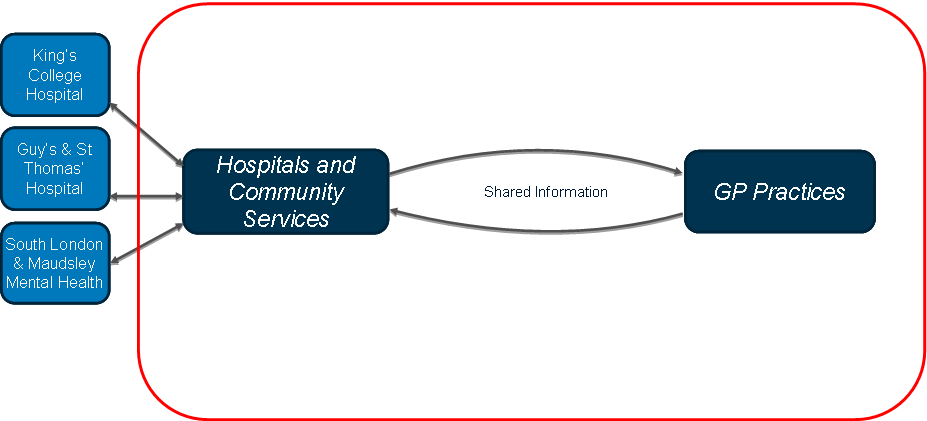 King's
College
Hospital
Guy's & St
Thomas'
Hospital
South London
& Maudsley
Mental Health
Hospitals and
Community
Services
Shared Information
GP Practices